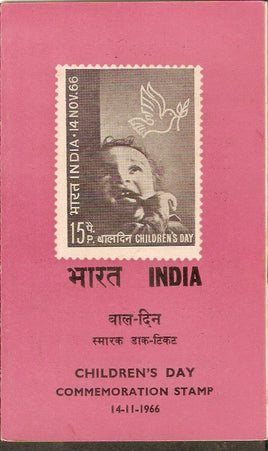 भारत INDIA · 14 NOV. 66
15 पै. P. बाल दिन CHILDREN'S DAY
भारत INDIA
बाल-दिन
स्मारक डाक-टिकट
CHILDREN'S DAY
COMMEMORATION STAMP
14-11-1966